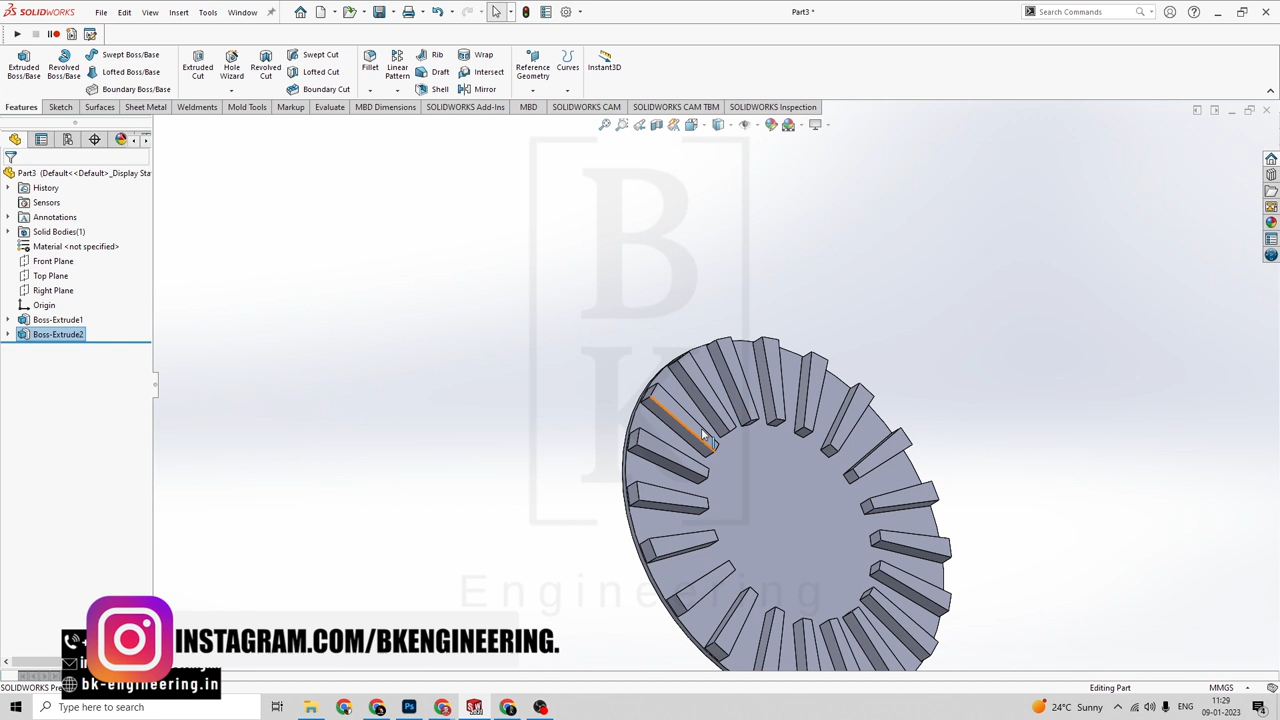 SOLIDWORKS File Edit View Insert Tools Window Part3 * Search Commands
Swept Boss/Base Swept Cut Rib Wrap
Extruded Boss/Base Revolved Boss/Base Lofted Boss/Base Extruded Cut Hole Wizard Revolved Cut Lofted Cut Fillet Linear Pattern Draft Intersect Reference Geometry Curves Instant3D
Boundary Boss/Base Boundary Cut Shell Mirror
Features Sketch Surfaces Sheet Metal Weldments Mold Tools Markup Evaluate MBD Dimensions SOLIDWORKS Add-Ins MBD SOLIDWORKS CAM SOLIDWORKS CAM TBM SOLIDWORKS Inspection
Part3 (Default<<Default>_Display Sta
History
Sensors
Annotations
Solid Bodies(1)
Material <not specified>
Front Plane
Top Plane
Right Plane
Origin
Boss-Extrude1
Boss-Extrude2
B
K
Engineering
INSTAGRAM.COM/BKENGINEERING.
bk-engineering.in
SOLIDWORKS Editing Part MMGS
Type here to search 24°C Sunny ENG 11:29
09-01-2023